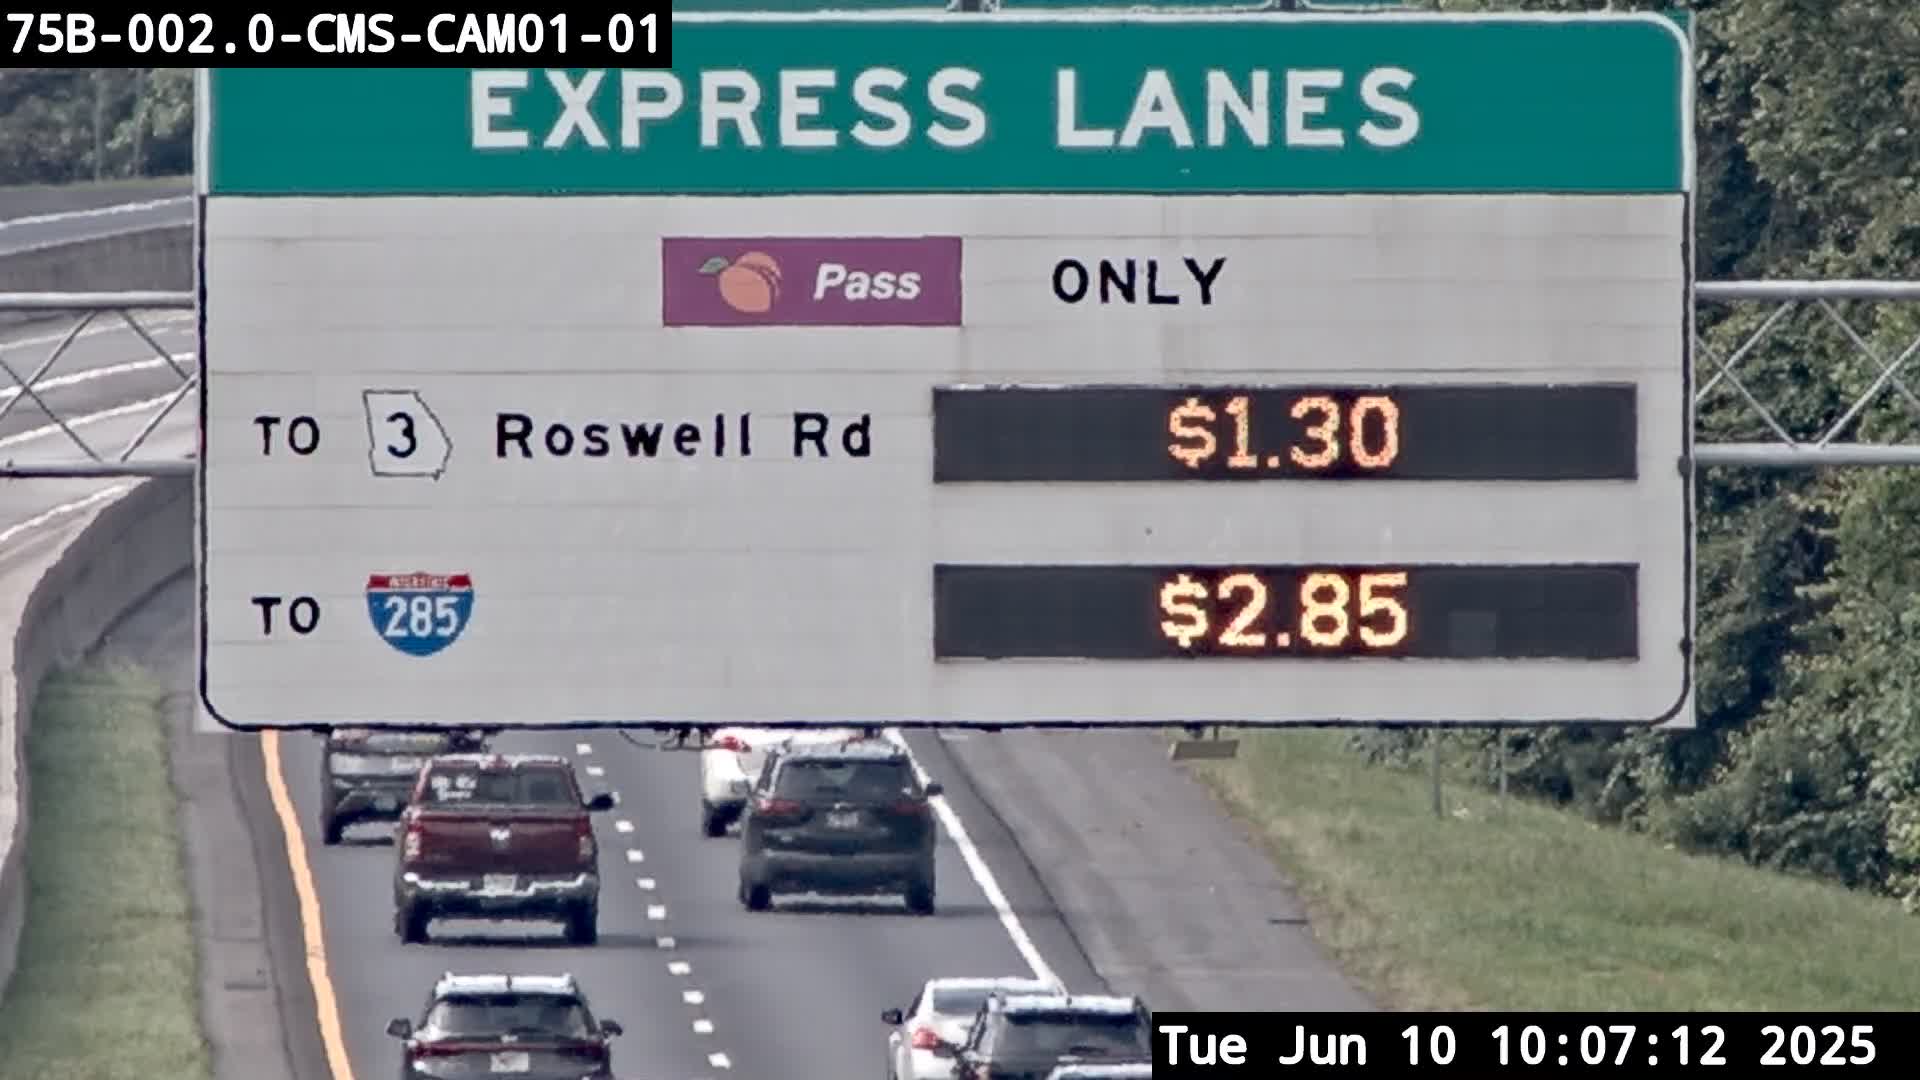 75B-002.0-CMS-CAM01-01
EXPRESS LANES
Pass ONLY
TO 3 Roswell Rd $1.30
INTERSTATE
TO 285 $2.85
Tue Jun 10 10:07:12 2025